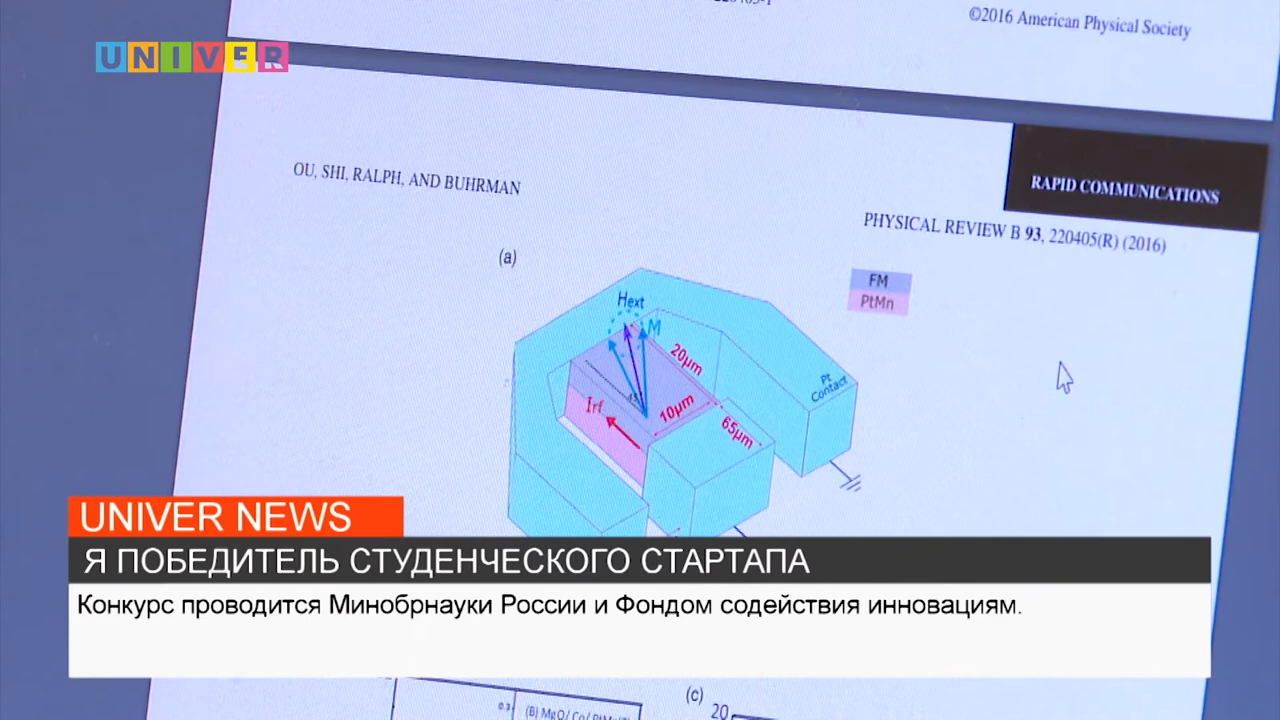 ©2016 American Physical Society
UNIVER
RAPID COMMUNICATIONS
OU, SHI, RALPH, AND BUHRMAN
PHYSICAL REVIEW B 93, 220405(R) (2016)
(a)
FM
PtMn
Hext
M
20μm
Pt
Contact
Irf
10μm
65μm
UNIVER NEWS
Я ПОБЕДИТЕЛЬ СТУДЕНЧЕСКОГО СТАРТАПА
Конкурс проводится Минобрнауки России и Фондом содействия инновациям.
(c)
20
0.3